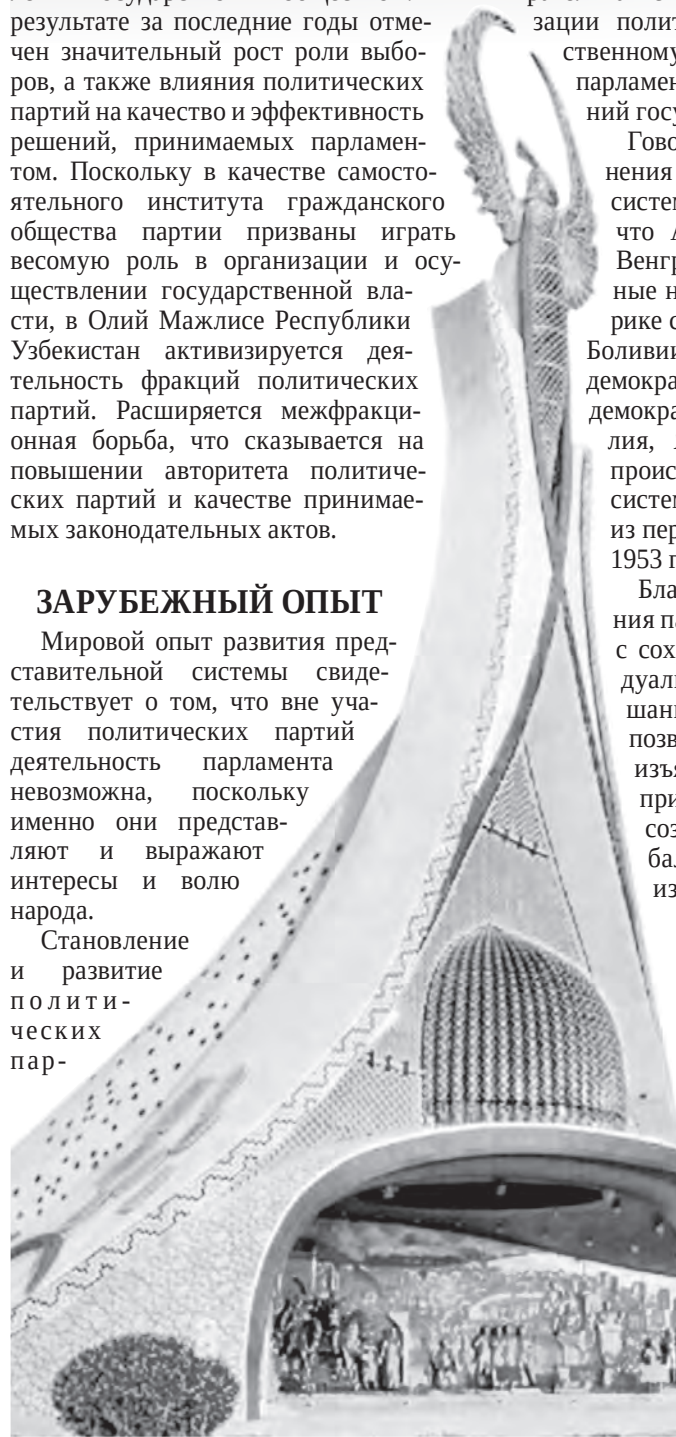 результате за последние годы отме-
чен значительный рост роли выбо-
ров, а также влияния политических
партий на качество и эффективность
решений, принимаемых парламен-
том. Поскольку в качестве самосто-
ятельного института гражданского
общества партии призваны играть
весомую роль в организации и осу-
ществлении государственной вла-
сти, в Олий Мажлисе Республики
Узбекистан активизируется дея-
тельность фракций политических
партий. Расширяется межфракци-
онная борьба, что сказывается на
повышении авторитета политиче-
ских партий и качестве принимае-
мых законодательных актов.
ЗАРУБЕЖНЫЙ ОПЫТ
Мировой опыт развития пред-
ставительной системы свиде-
тельствует о том, что вне уча-
стия политических партий
деятельность парламента
невозможна, поскольку
именно они представ-
ляют и выражают
интересы и волю
народа.
Становление
и развитие
полити-
ческих
пар-
зации полит
ственному
парламен
ний госу
Гово
нения
систем
что
Венгр
ные н
рике с
Боливии
демокра
демокра
лия,
проис
систем
из пер
1953 г
Бла
ния па
с сох
дуали
шани
позв
изъя
при
соз
бал
из